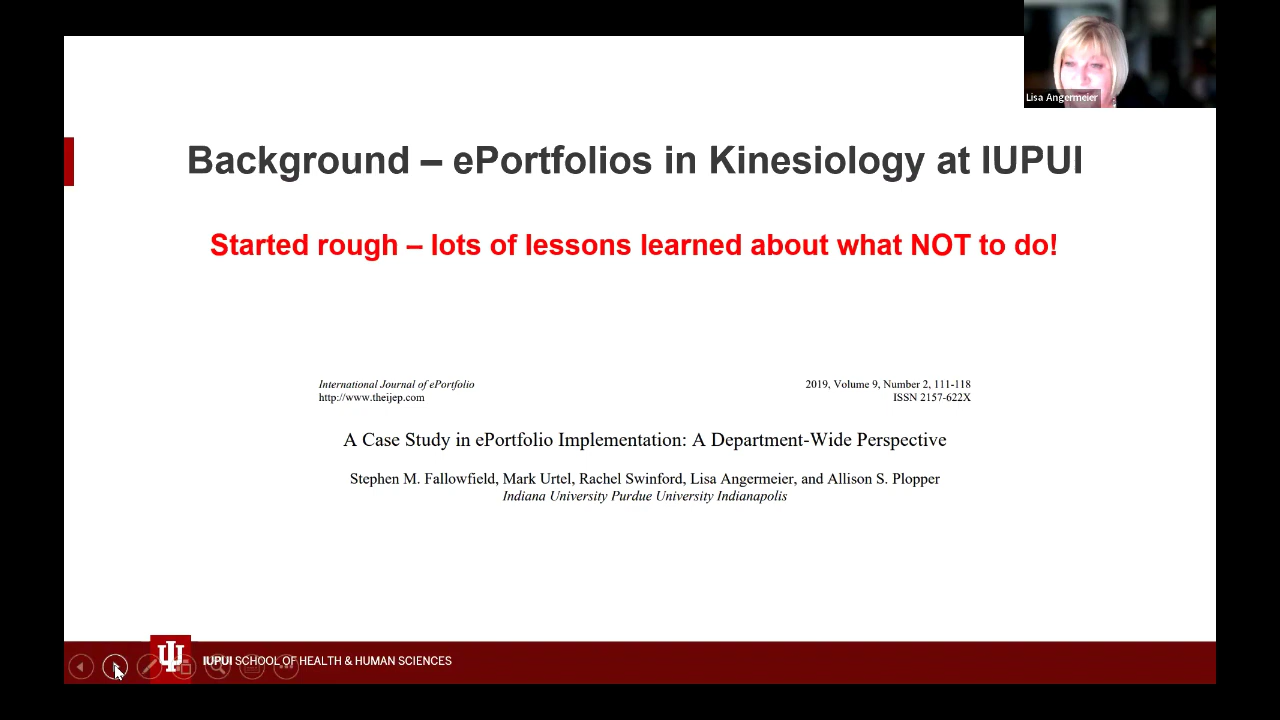 Lisa Angermeier
Background – ePortfolios in Kinesiology at IUPUI
Started rough – lots of lessons learned about what NOT to do!
International Journal of ePortfolio
http://www.theijep.com
2019, Volume 9, Number 2, 111-118
ISSN 2157-622X
A Case Study in ePortfolio Implementation: A Department-Wide Perspective
Stephen M. Fallowfield, Mark Urtel, Rachel Swinford, Lisa Angermeier, and Allison S. Plopper
Indiana University Purdue University Indianapolis
IUPUI SCHOOL OF HEALTH & HUMAN SCIENCES